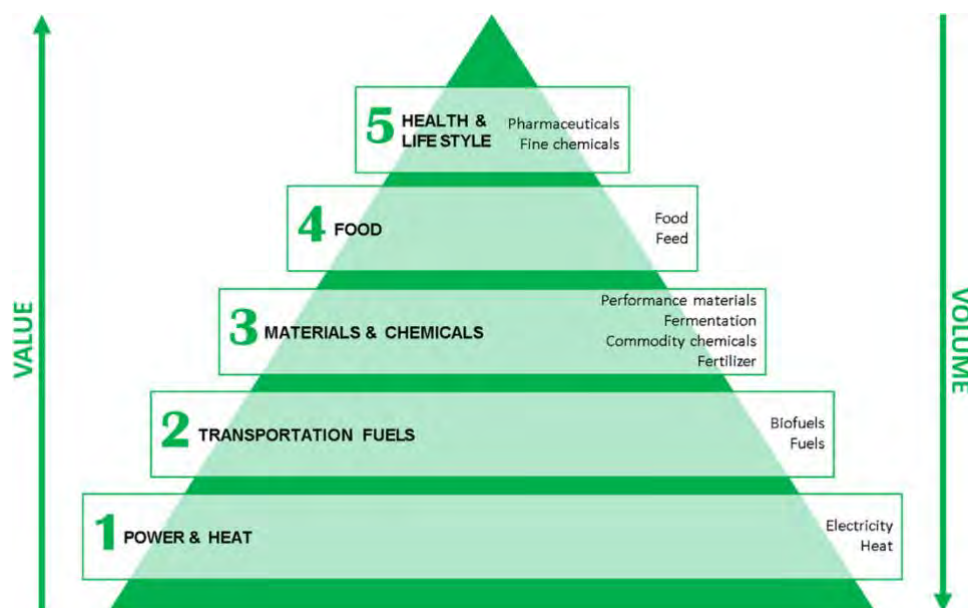 VALUE
VOLUME
5 HEALTH &
LIFE STYLE
Pharmaceuticals
Fine chemicals
4 FOOD
Food
Feed
3 MATERIALS & CHEMICALS
Performance materials
Fermentation
Commodity chemicals
Fertilizer
2 TRANSPORTATION FUELS
Biofuels
Fuels
1 POWER & HEAT
Electricity
Heat